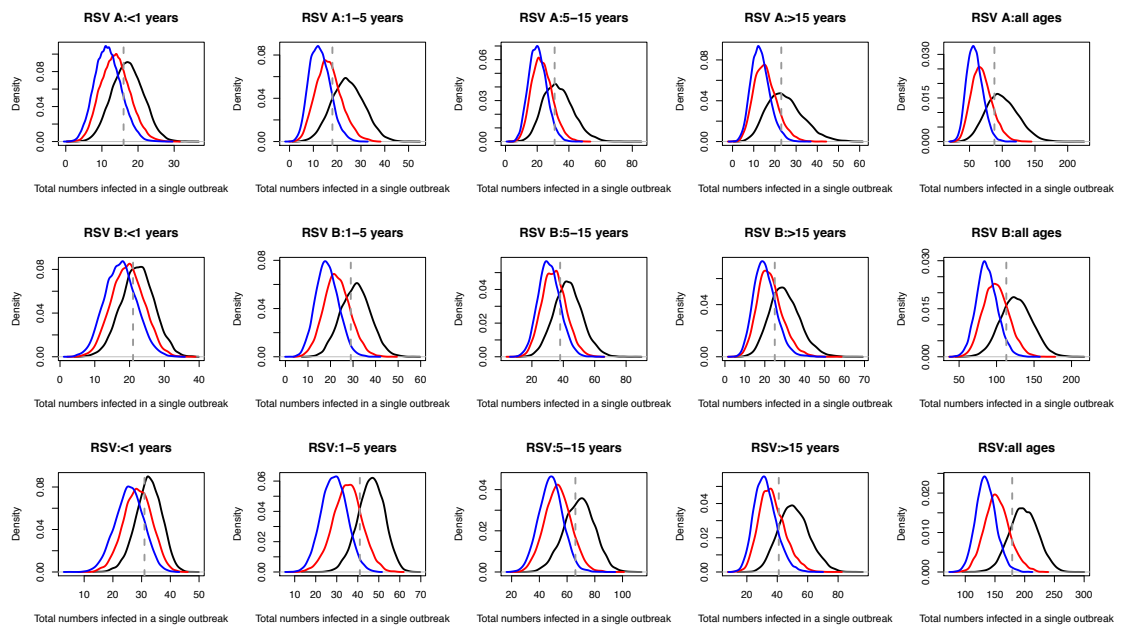 RSV A:<1 years
RSV A:1−5 years
RSV A:5−15 years
RSV A:>15 years
RSV A:all ages
Density
0.00 0.04 0.08
0 10 20 30
Total numbers infected in a single outbreak
Density
0.00 0.04 0.08
0 10 20 30 40 50
Total numbers infected in a single outbreak
Density
0.00 0.03 0.06
0 20 40 60 80
Total numbers infected in a single outbreak
Density
0.00 0.04 0.08
0 10 20 30 40 50 60
Total numbers infected in a single outbreak
Density
0.000 0.015 0.030
50 100 150 200
Total numbers infected in a single outbreak
RSV B:<1 years
RSV B:1−5 years
RSV B:5−15 years
RSV B:>15 years
RSV B:all ages
Density
0.00 0.04 0.08
0 10 20 30 40
Total numbers infected in a single outbreak
Density
0.00 0.04 0.08
0 10 20 30 40 50 60
Total numbers infected in a single outbreak
Density
0.00 0.02 0.04
20 40 60 80
Total numbers infected in a single outbreak
Density
0.00 0.04
0 10 20 30 40 50 60 70
Total numbers infected in a single outbreak
Density
0.000 0.015 0.030
50 100 150 200
Total numbers infected in a single outbreak
RSV:<1 years
RSV:1−5 years
RSV:5−15 years
RSV:>15 years
RSV:all ages
Density
0.00 0.04 0.08
10 20 30 40 50
Total numbers infected in a single outbreak
Density
0.00 0.02 0.04 0.06
10 20 30 40 50 60 70
Total numbers infected in a single outbreak
Density
0.00 0.02 0.04
20 40 60 80 100
Total numbers infected in a single outbreak
Density
0.00 0.02 0.04
20 40 60 80
Total numbers infected in a single outbreak
Density
0.000 0.010 0.020
100 150 200 250 300
Total numbers infected in a single outbreak